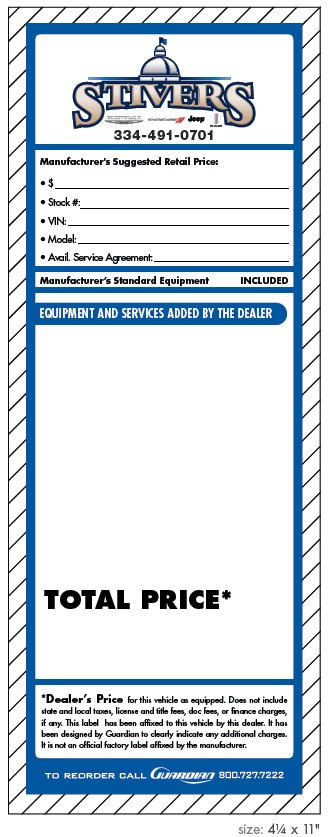 STIVERS
Jeep
334-491-0701
Manufacturer's Suggested Retail Price:
• $
• Stock #:
• VIN:
• Model:
• Avail. Service Agreement:
Manufacturer's Standard Equipment INCLUDED
EQUIPMENT AND SERVICES ADDED BY THE DEALER
TOTAL PRICE*
*Dealer's Price for this vehicle as equipped. Does not include
state and local taxes, license and title fees, doc fees, or finance charges,
if any. This label has been affixed to this vehicle by this dealer. It has
been designed by Guardian to clearly indicate any additional charges.
It is not an official factory label affixed by the manufacturer.
TO REORDER CALL GUARDIAN 800.727.7222
size: 4¼ x 11"